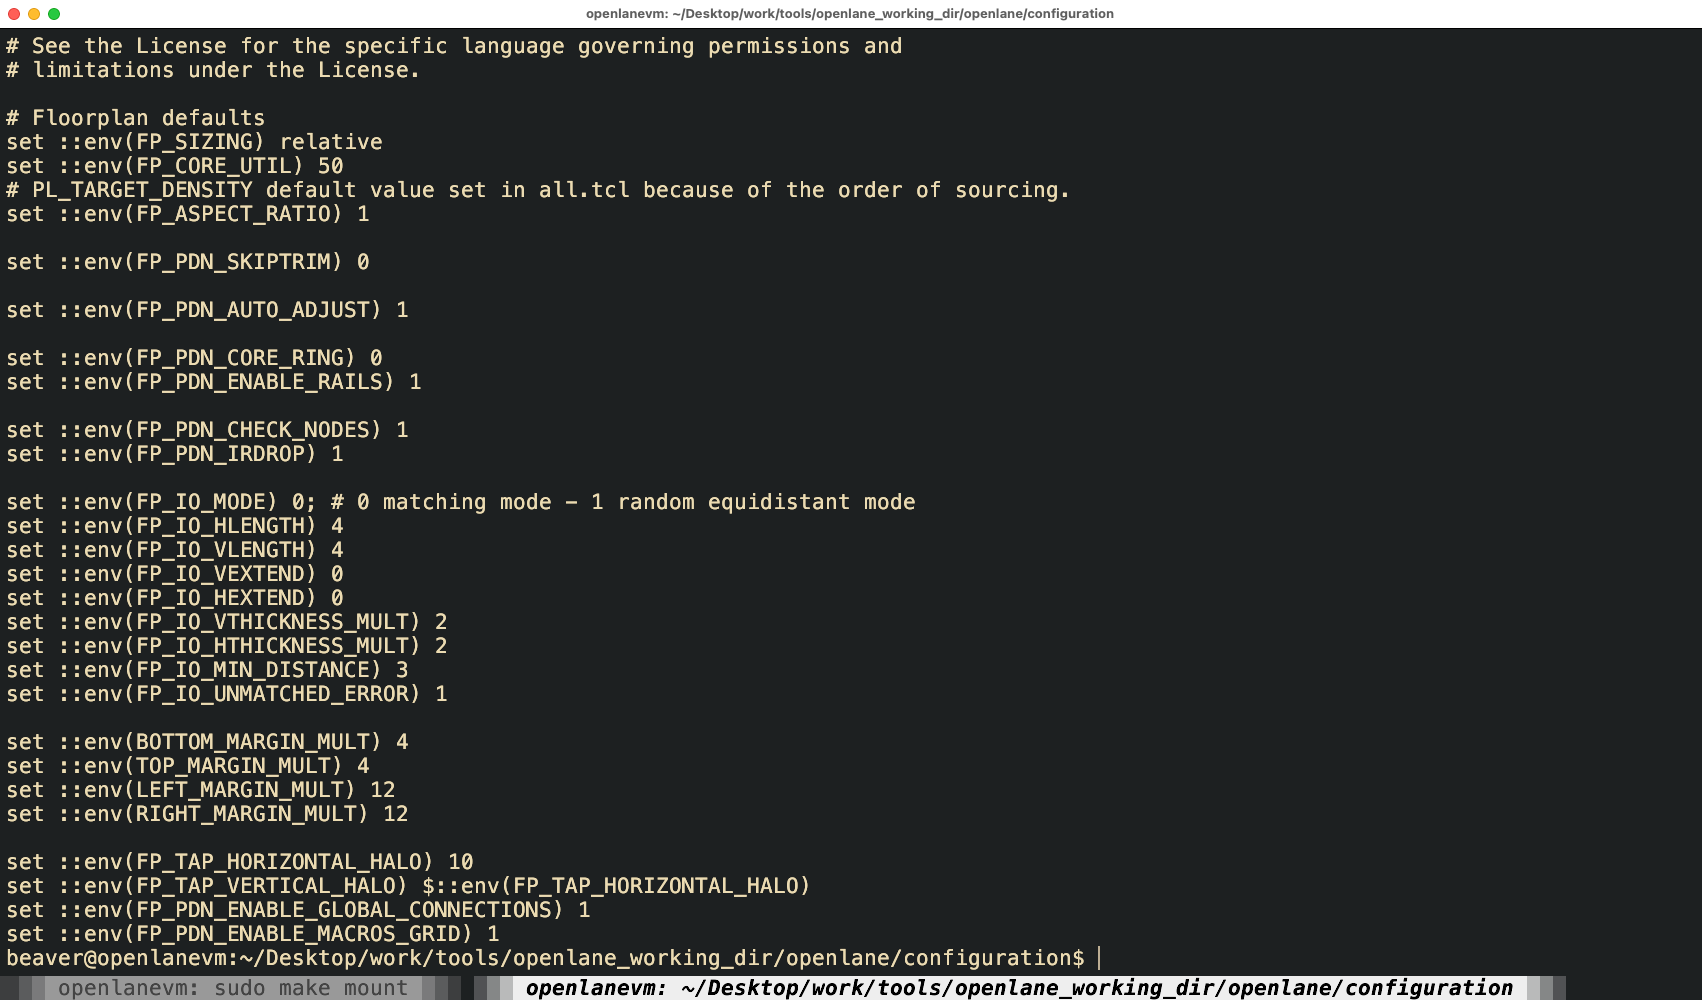 openlanevm: ~/Desktop/work/tools/openlane_working_dir/openlane/configuration
# See the License for the specific language governing permissions and
# limitations under the License.
# Floorplan defaults
set ::env(FP_SIZING) relative
set ::env(FP_CORE_UTIL) 50
# PL_TARGET_DENSITY default value set in all.tcl because of the order of sourcing.
set ::env(FP_ASPECT_RATIO) 1
set ::env(FP_PDN_SKIPTRIM) 0
set ::env(FP_PDN_AUTO_ADJUST) 1
set ::env(FP_PDN_CORE_RING) 0
set ::env(FP_PDN_ENABLE_RAILS) 1
set ::env(FP_PDN_CHECK_NODES) 1
set ::env(FP_PDN_IRDROP) 1
set ::env(FP_IO_MODE) 0; # 0 matching mode - 1 random equidistant mode
set ::env(FP_IO_HLENGTH) 4
set ::env(FP_IO_VLENGTH) 4
set ::env(FP_IO_VEXTEND) 0
set ::env(FP_IO_HEXTEND) 0
set ::env(FP_IO_VTHICKNESS_MULT) 2
set ::env(FP_IO_HTHICKNESS_MULT) 2
set ::env(FP_IO_MIN_DISTANCE) 3
set ::env(FP_IO_UNMATCHED_ERROR) 1
set ::env(BOTTOM_MARGIN_MULT) 4
set ::env(TOP_MARGIN_MULT) 4
set ::env(LEFT_MARGIN_MULT) 12
set ::env(RIGHT_MARGIN_MULT) 12
set ::env(FP_TAP_HORIZONTAL_HALO) 10
set ::env(FP_TAP_VERTICAL_HALO) $::env(FP_TAP_HORIZONTAL_HALO)
set ::env(FP_PDN_ENABLE_GLOBAL_CONNECTIONS) 1
set ::env(FP_PDN_ENABLE_MACROS_GRID) 1
beaver@openlanevm:~/Desktop/work/tools/openlane_working_dir/openlane/configuration$
openlanevm: sudo make mount openlanevm: ~/Desktop/work/tools/openlane_working_dir/openlane/configuration